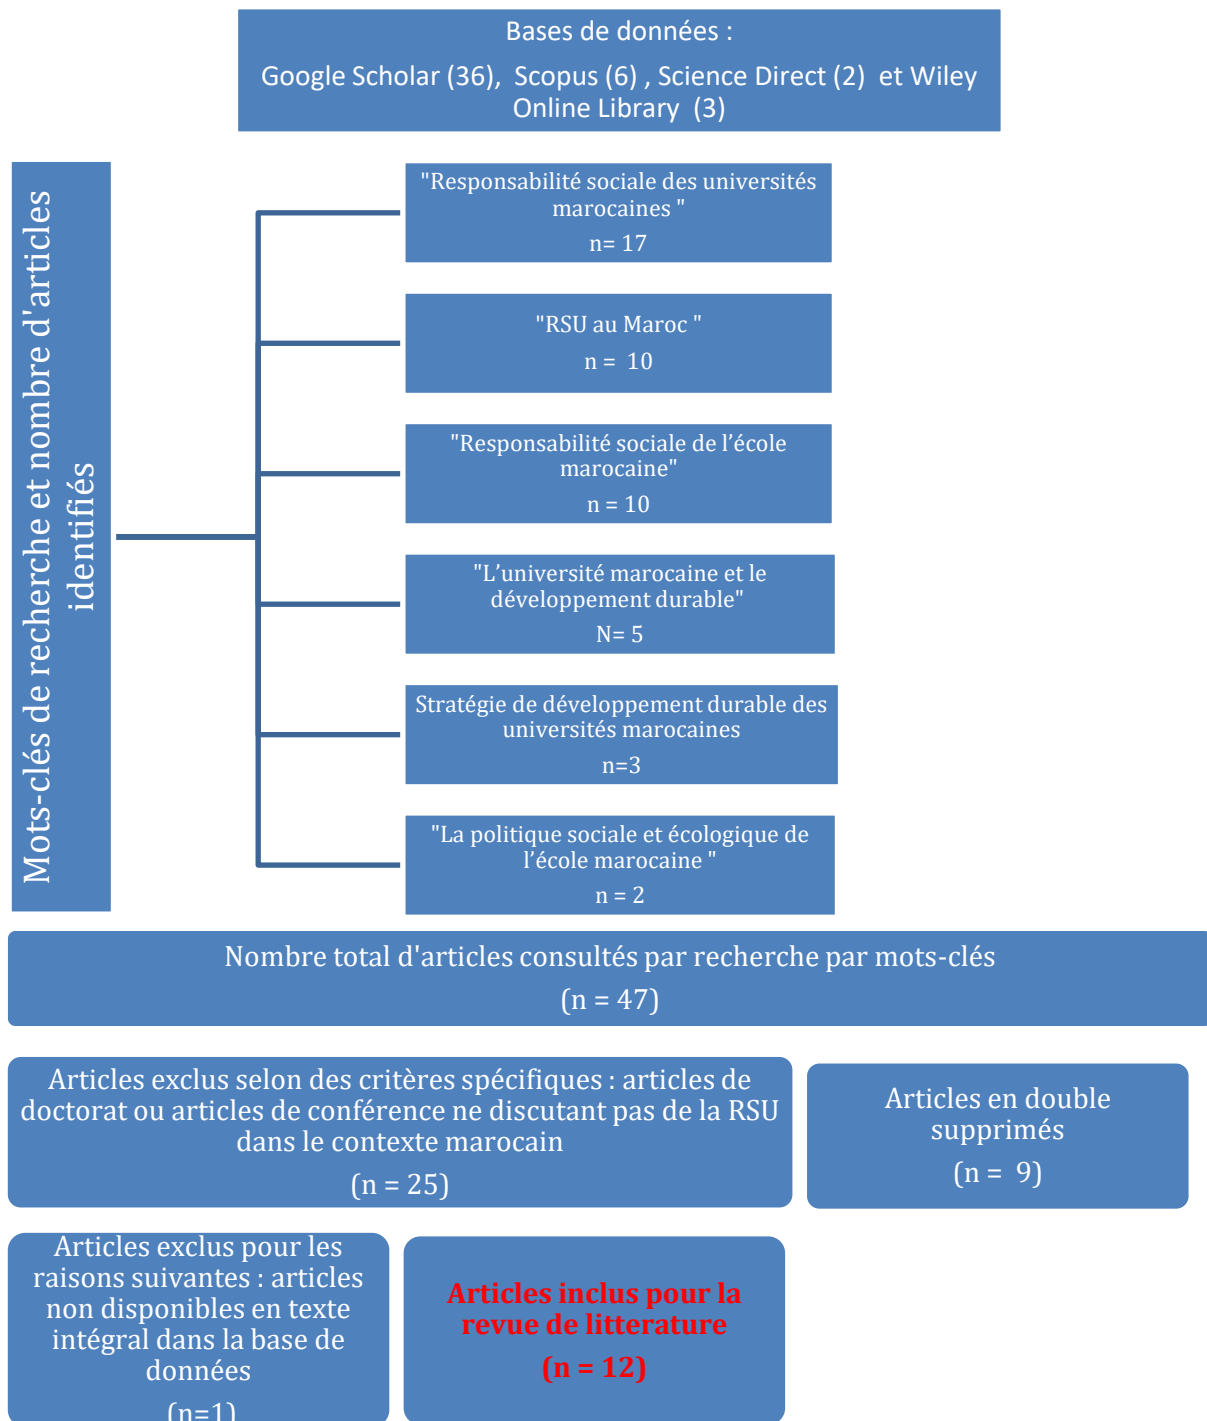 Bases de données :
Google Scholar (36), Scopus (6) , Science Direct (2) et Wiley
Online Library (3)
Mots-clés de recherche et nombre d'articles
identifiés
"Responsabilité sociale des universités
marocaines "
n= 17
"RSU au Maroc "
n = 10
"Responsabilité sociale de l’école
marocaine"
n = 10
"L’université marocaine et le
développement durable"
N= 5
Stratégie de développement durable des
universités marocaines
n=3
"La politique sociale et écologique de
l’école marocaine "
n = 2
Nombre total d'articles consultés par recherche par mots-clés
(n = 47)
Articles exclus selon des critères spécifiques : articles de
doctorat ou articles de conférence ne discutant pas de la RSU
dans le contexte marocain
(n = 25)
Articles en double
supprimés
(n = 9)
Articles exclus pour les
raisons suivantes : articles
non disponibles en texte
intégral dans la base de
données
(n=1)
Articles inclus pour la
revue de litterature
(n = 12)